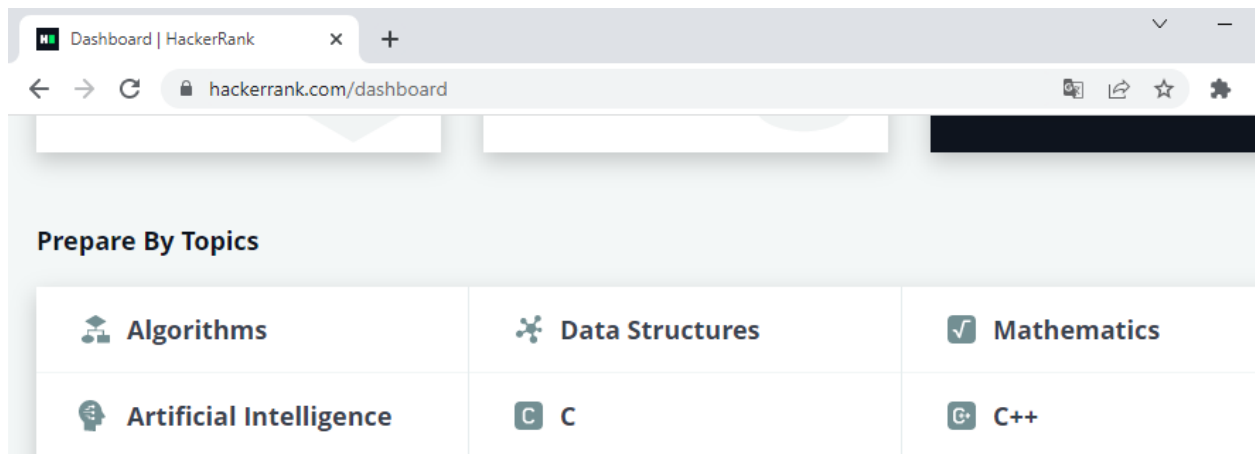 Dashboard | HackerRank
hackerrank.com/dashboard
Prepare By Topics
Algorithms
Data Structures
Mathematics
Artificial Intelligence
C
C++